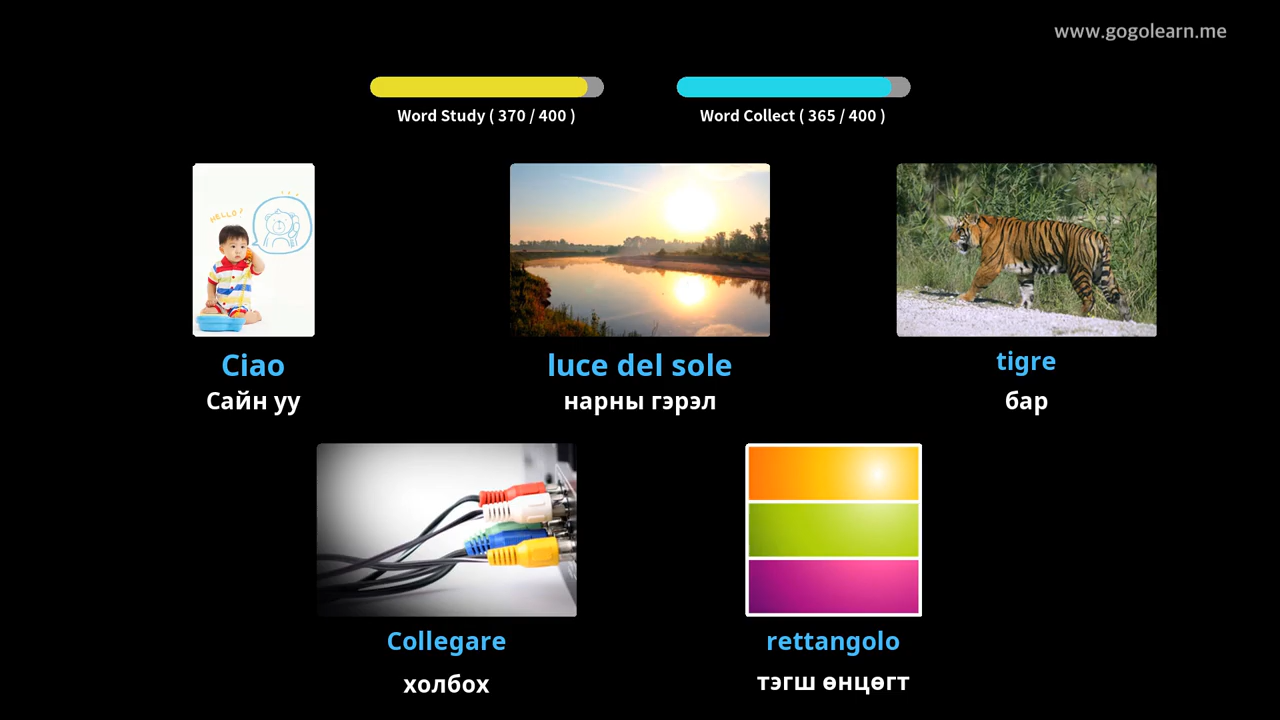 www.gogolearn.me
Word Study ( 370 / 400 )
Word Collect ( 365 / 400 )
HELLO?
Ciao
luce del sole
tigre
Сайн уу
нарны гэрэл
бар
Collegare
rettangolo
холбох
тэгш өнцөгт